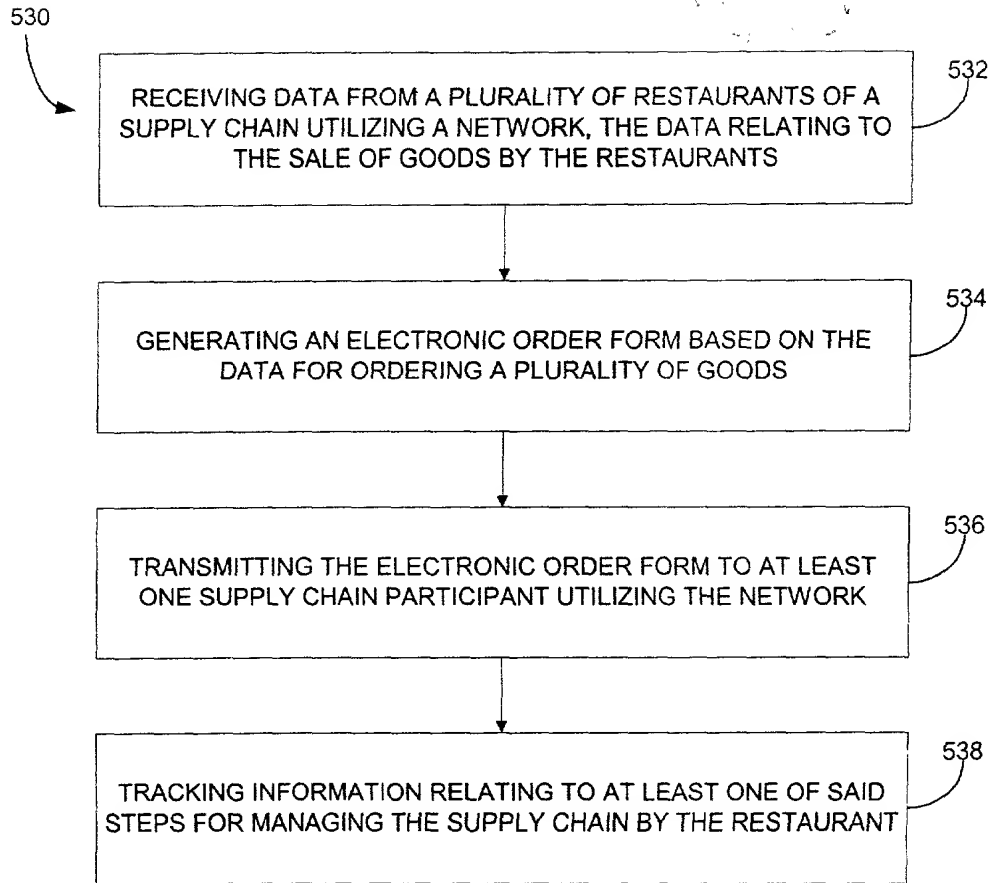 530
532
RECEIVING DATA FROM A PLURALITY OF RESTAURANTS OF A
SUPPLY CHAIN UTILIZING A NETWORK, THE DATA RELATING TO
THE SALE OF GOODS BY THE RESTAURANTS
534
GENERATING AN ELECTRONIC ORDER FORM BASED ON THE
DATA FOR ORDERING A PLURALITY OF GOODS
536
TRANSMITTING THE ELECTRONIC ORDER FORM TO AT LEAST
ONE SUPPLY CHAIN PARTICIPANT UTILIZING THE NETWORK
538
TRACKING INFORMATION RELATING TO AT LEAST ONE OF SAID
STEPS FOR MANAGING THE SUPPLY CHAIN BY THE RESTAURANT